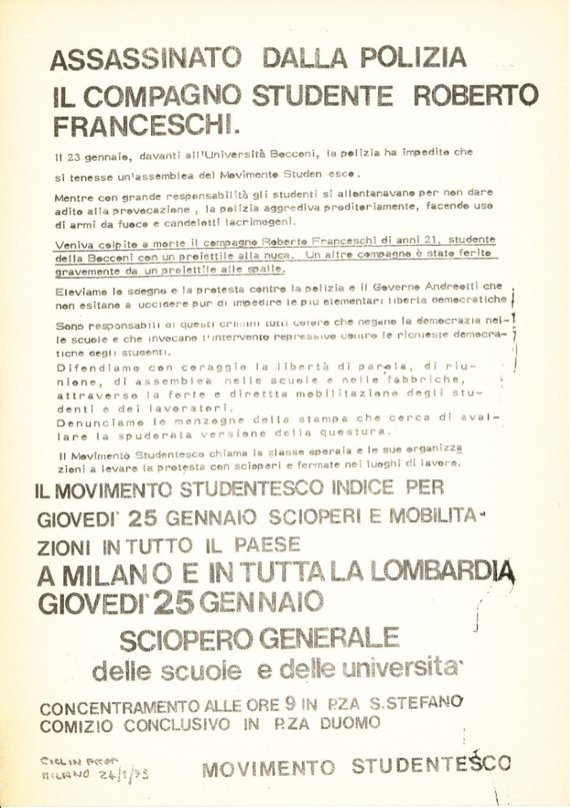 ASSASSINATO DALLA POLIZIA
IL COMPAGNO STUDENTE ROBERTO
FRANCESCHI.
Il 23 gennaio, davanti all'Università Bocconi, la polizia ha impedito che
si tenesse un'assemblea del Movimento Studen esco.
Mentre con grande responsabilità gli studenti si allontanavano per non dare
adito alla provocazione , la polizia aggrediva proditoriamente, facendo uso
di armi da fuoco e candelotti lacrimogeni.
Veniva colpito a morte il compagno Roberto Franceschi di anni 21, studente
della Bocconi con un proiettile alla nuca. Un altro compagno è stato ferito
gravemente da un proiettile alle spalle.
Eleviamo lo sdegno e la protesta contro la polizia e il Governo Andreotti che
non esitano a uccidere pur di impedire le piu elementari liberta democratiche
Sono responsabili di questi crimini tutti coloro che negano la democrazia nel-
le scuole e che invocano l'intervento repressivo contro le richieste democra-
tiche degli studenti.
Difendiamo con coraggio la libertà di parola, di riu-
nione, di assemblea nelle scuole e nelle fabbriche,
attraverso la forte e direttta mobilitazione degli stu-
denti e dei lavoratori.
Denunciamo le menzogne della stampa che cerca di aval-
lare la spudorata versione della questura.
Il Movimento Studentesco chiama la classe operaia e le sue organizza
zioni a levare la protesta con scioperi e fermate nei luoghi di lavoro.
IL MOVIMENTO STUDENTESCO INDICE PER
GIOVEDI' 25 GENNAIO SCIOPERI E MOBILITA-
ZIONI IN TUTTO IL PAESE
A MILANO E IN TUTTA LA LOMBARDIA
GIOVEDI' 25 GENNAIO
SCIOPERO GENERALE
delle scuole e delle universita'
CONCENTRAMENTO ALLE ORE 9 IN P.ZA S.STEFANO
COMIZIO CONCLUSIVO IN P.ZA DUOMO
CICL IN PROP
MILANO 24/1/73
MOVIMENTO STUDENTESCO